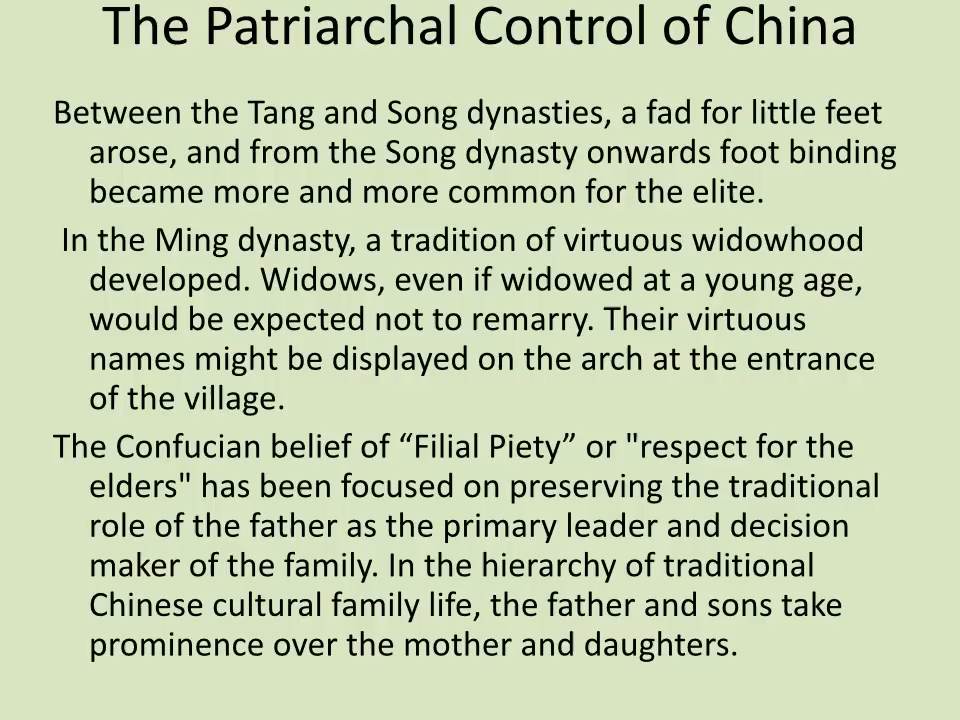 The Patriarchal Control of China
Between the Tang and Song dynasties, a fad for little feet
arose, and from the Song dynasty onwards foot binding
became more and more common for the elite.
In the Ming dynasty, a tradition of virtuous widowhood
developed. Widows, even if widowed at a young age,
would be expected not to remarry. Their virtuous
names might be displayed on the arch at the entrance
of the village.
The Confucian belief of “Filial Piety” or "respect for the
elders" has been focused on preserving the traditional
role of the father as the primary leader and decision
maker of the family. In the hierarchy of traditional
Chinese cultural family life, the father and sons take
prominence over the mother and daughters.